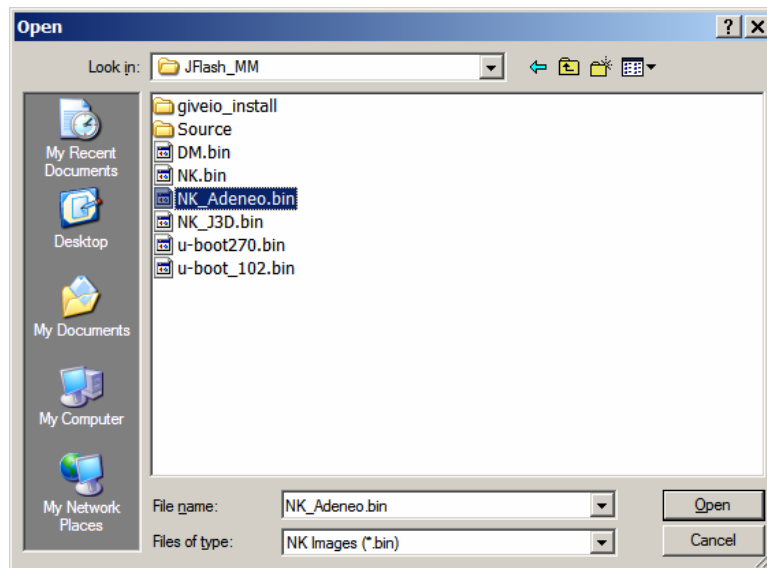 Open
Look in:
JFlash_MM
My Recent
Documents
Desktop
My Documents
My Computer
My Network
Places
giveio_install
Source
DM.bin
NK.bin
NK_Adeneo.bin
NK_J3D.bin
u-boot270.bin
u-boot_102.bin
File name:
NK_Adeneo.bin
Open
Files of type:
NK Images (*.bin)
Cancel